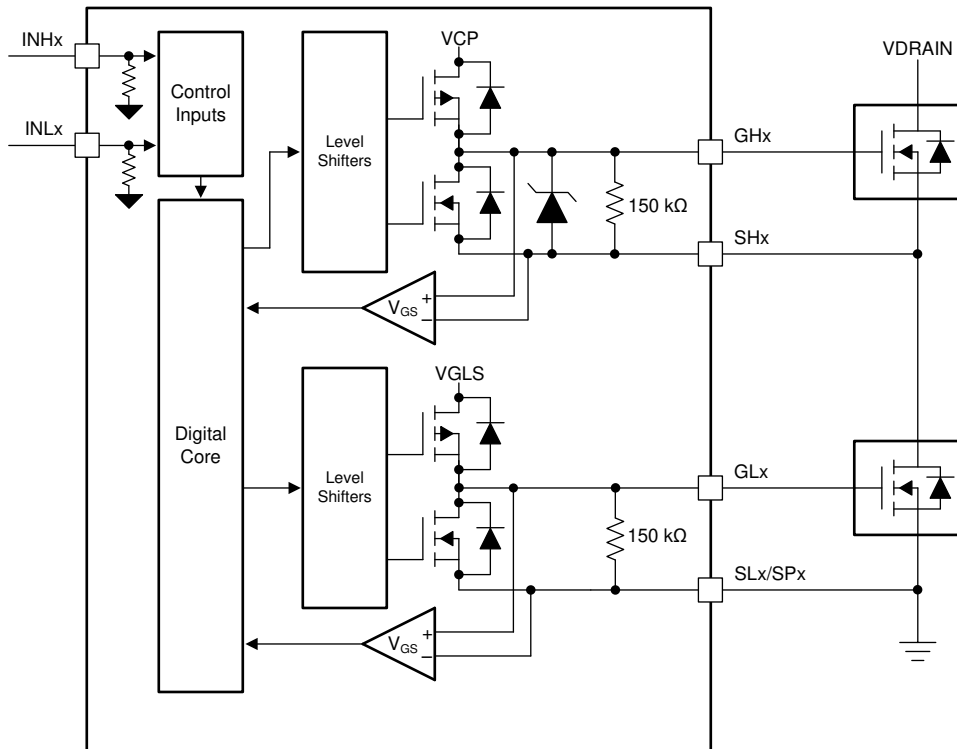 INHx
INLx
Control
Inputs
Digital
Core
Level
Shifters
VCP
GHx
150 kΩ
SHx
VGS
+
−
VDRAIN
Level
Shifters
VGLS
GLx
150 kΩ
SLx/SPx
VGS
+
−